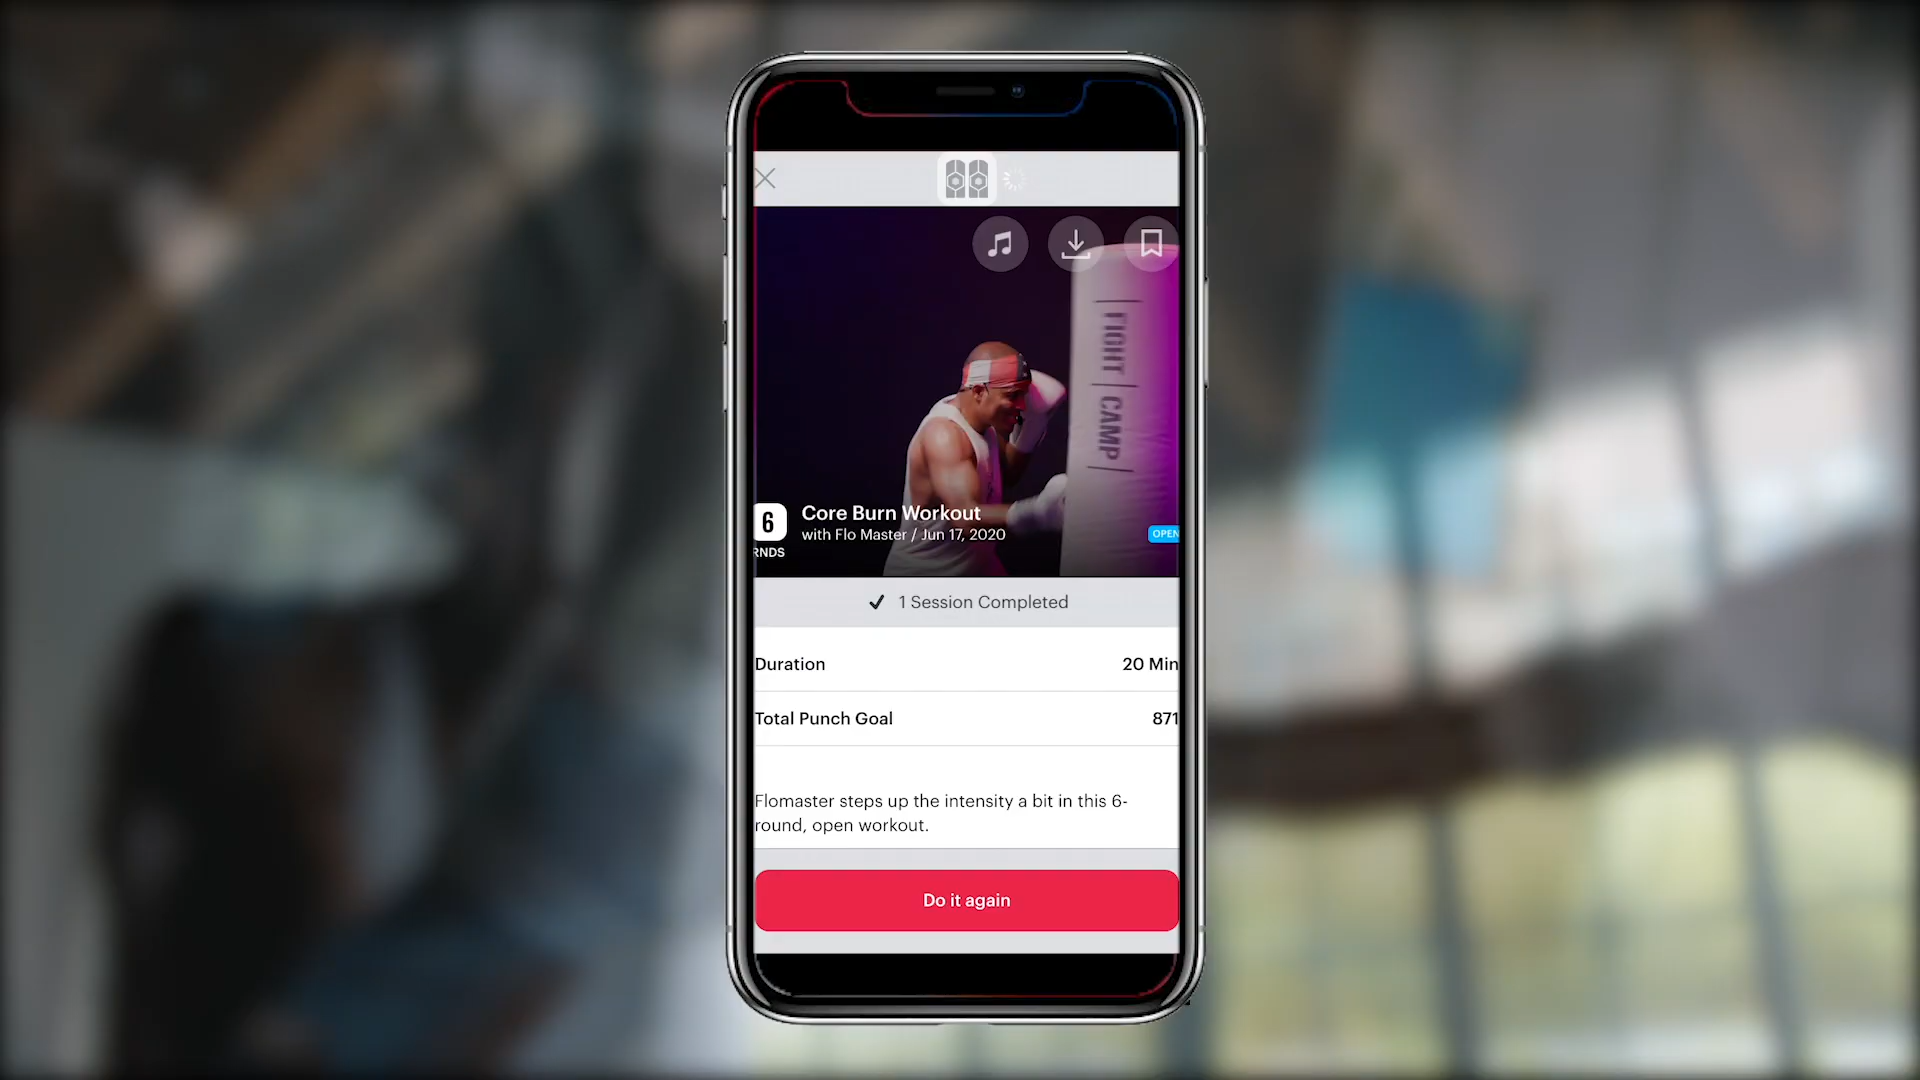 FIGHT CAMP
6
RNDS
Core Burn Workout
with Flo Master / Jun 17, 2020
OPEN
1 Session Completed
Duration
20 Min
Total Punch Goal
871
Flomaster steps up the intensity a bit in this 6-
round, open workout.
Do it again